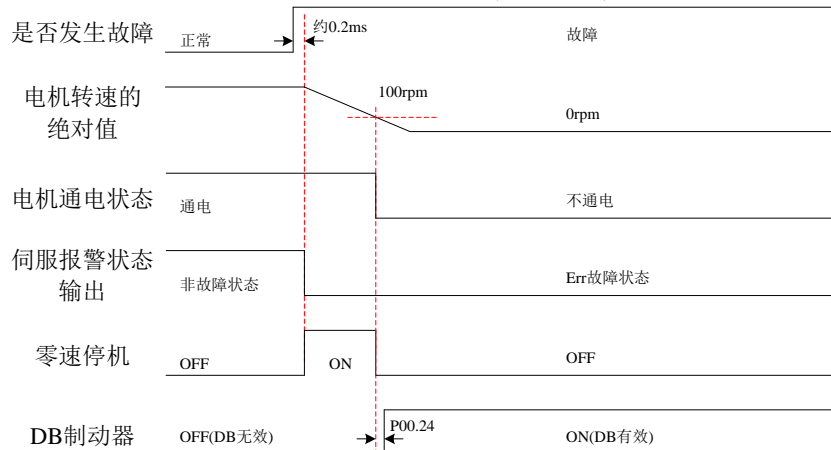 是否发生故障
正常
约0.2ms
故障
电机转速的
绝对值
100rpm
0rpm
电机通电状态
通电
不通电
伺服报警状态
输出
非故障状态
Err故障状态
零速停机
OFF
ON
OFF
DB制动器
OFF(DB无效)
P00.24
ON(DB有效)